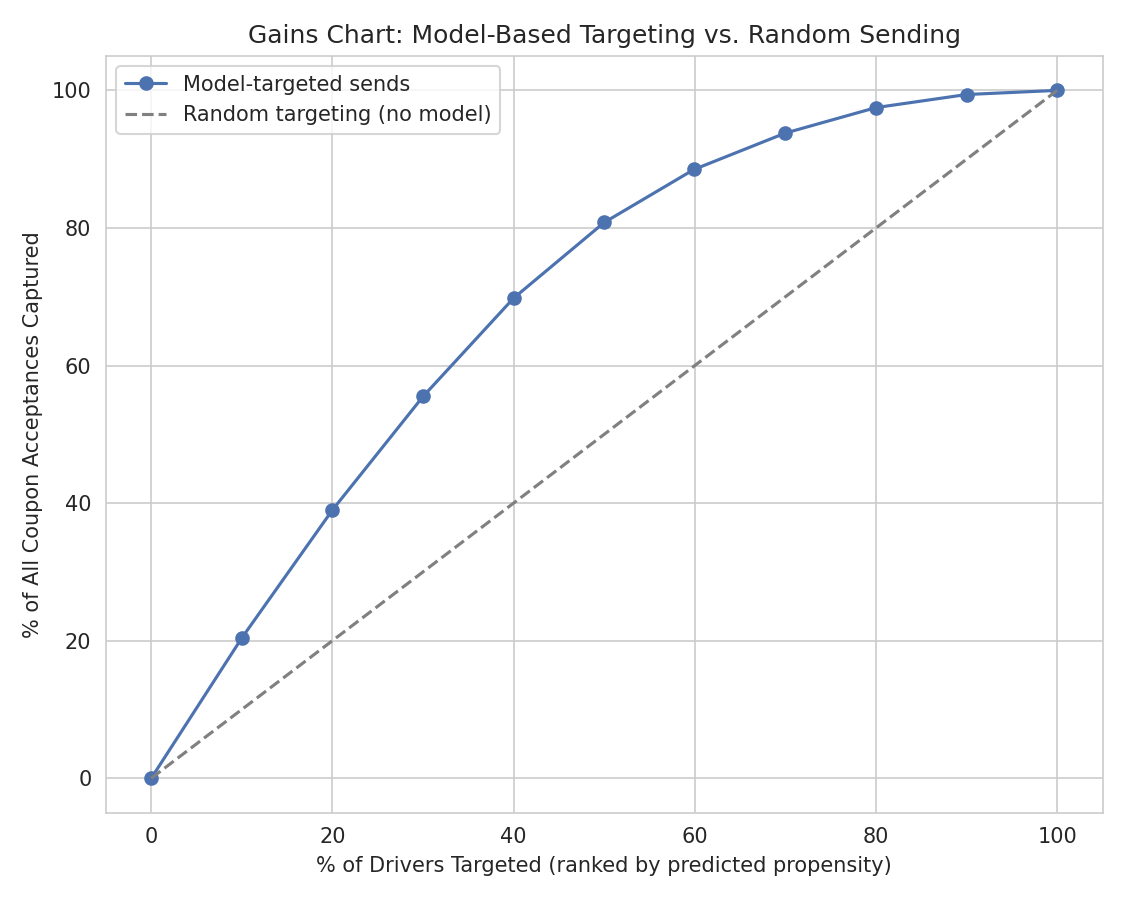 Gains Chart: Model-Based Targeting vs. Random Sending
Model-targeted sends
Random targeting (no model)
% of All Coupon Acceptances Captured
100
80
60
40
20
0
0 20 40 60 80 100
% of Drivers Targeted (ranked by predicted propensity)